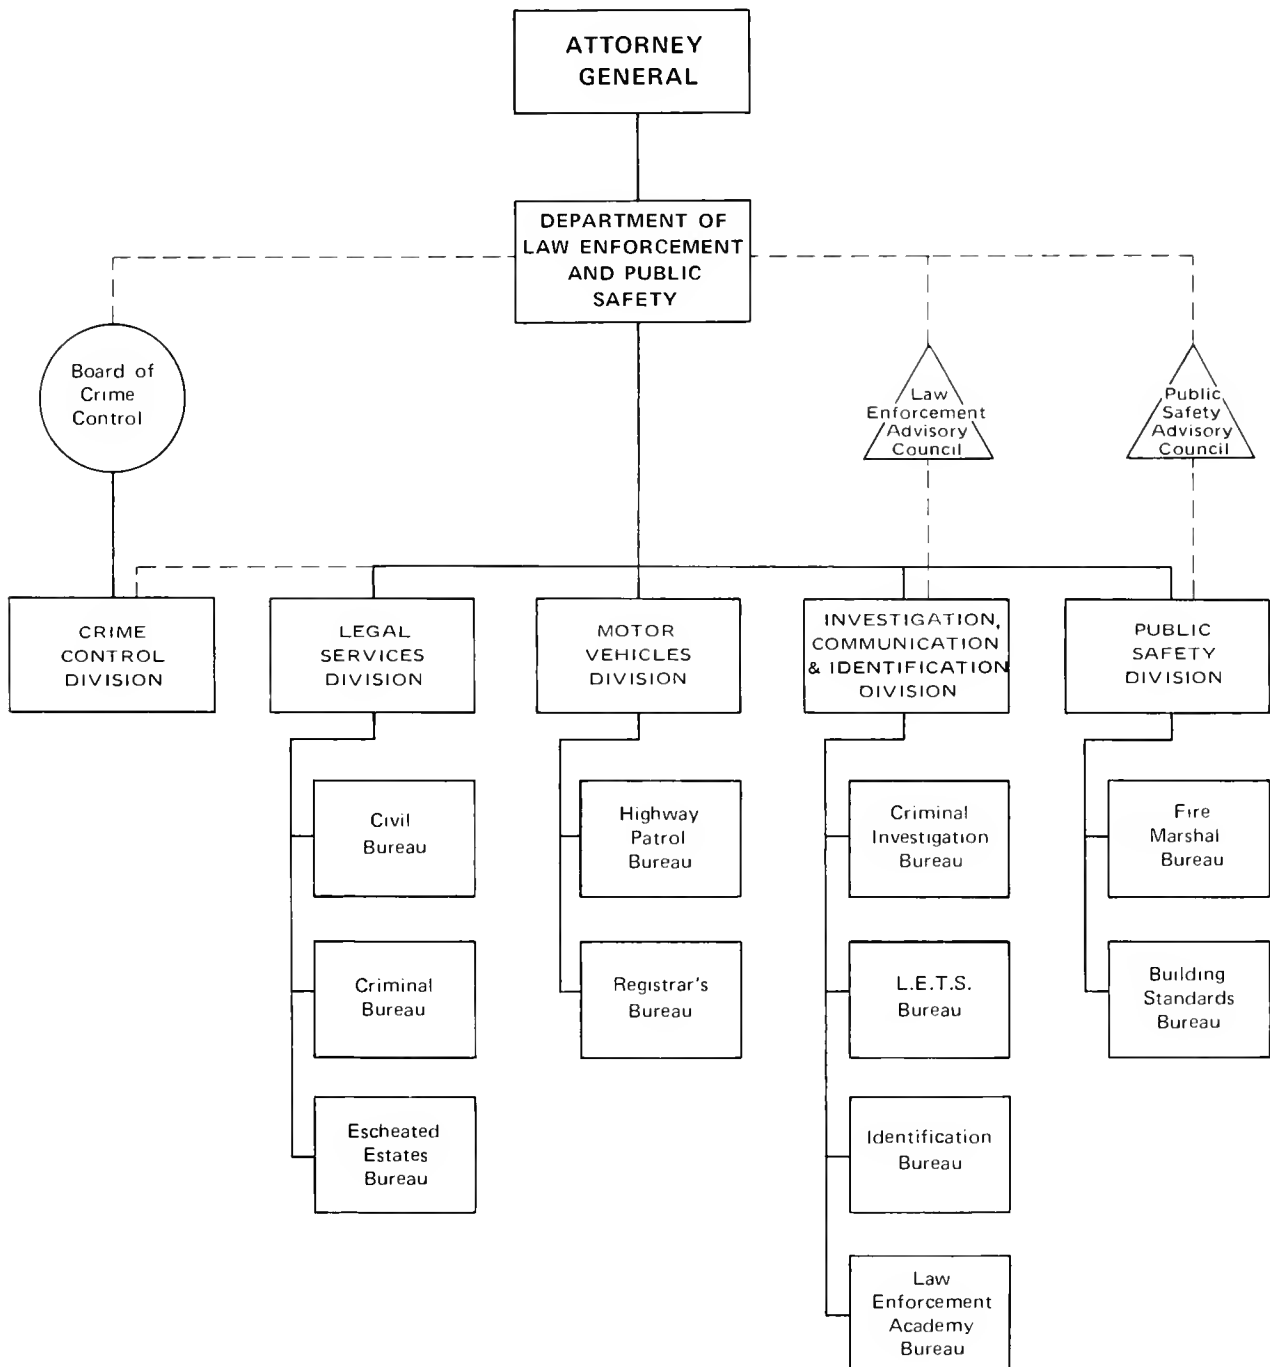 ATTORNEY
GENERAL
DEPARTMENT OF
LAW ENFORCEMENT
AND PUBLIC
SAFETY
Board of
Crime
Control
Law
Enforcement
Advisory
Council
Public
Safety
Advisory
Council
CRIME
CONTROL
DIVISION
LEGAL
SERVICES
DIVISION
MOTOR
VEHICLES
DIVISION
INVESTIGATION,
COMMUNICATION
& IDENTIFICATION
DIVISION
PUBLIC
SAFETY
DIVISION
Civil
Bureau
Criminal
Bureau
Escheated
Estates
Bureau
Highway
Patrol
Bureau
Registrar's
Bureau
Criminal
Investigation
Bureau
L.E.T.S.
Bureau
Identification
Bureau
Law
Enforcement
Academy
Bureau
Fire
Marshal
Bureau
Building
Standards
Bureau